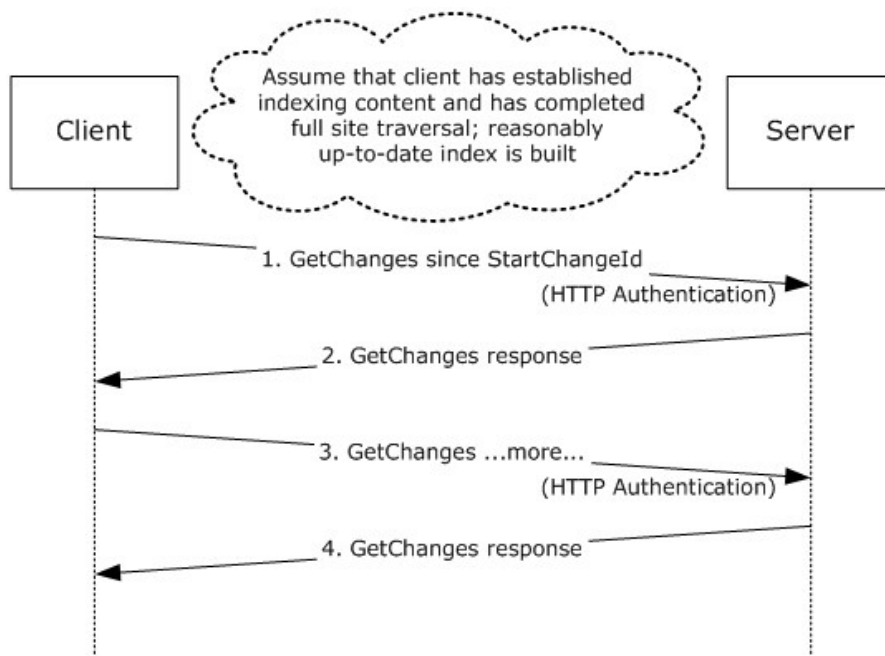 Client
Assume that client has established
indexing content and has completed
full site traversal; reasonably
up-to-date index is built
Server
1. GetChanges since StartChangeId
(HTTP Authentication)
2. GetChanges response
3. GetChanges ...more...
(HTTP Authentication)
4. GetChanges response